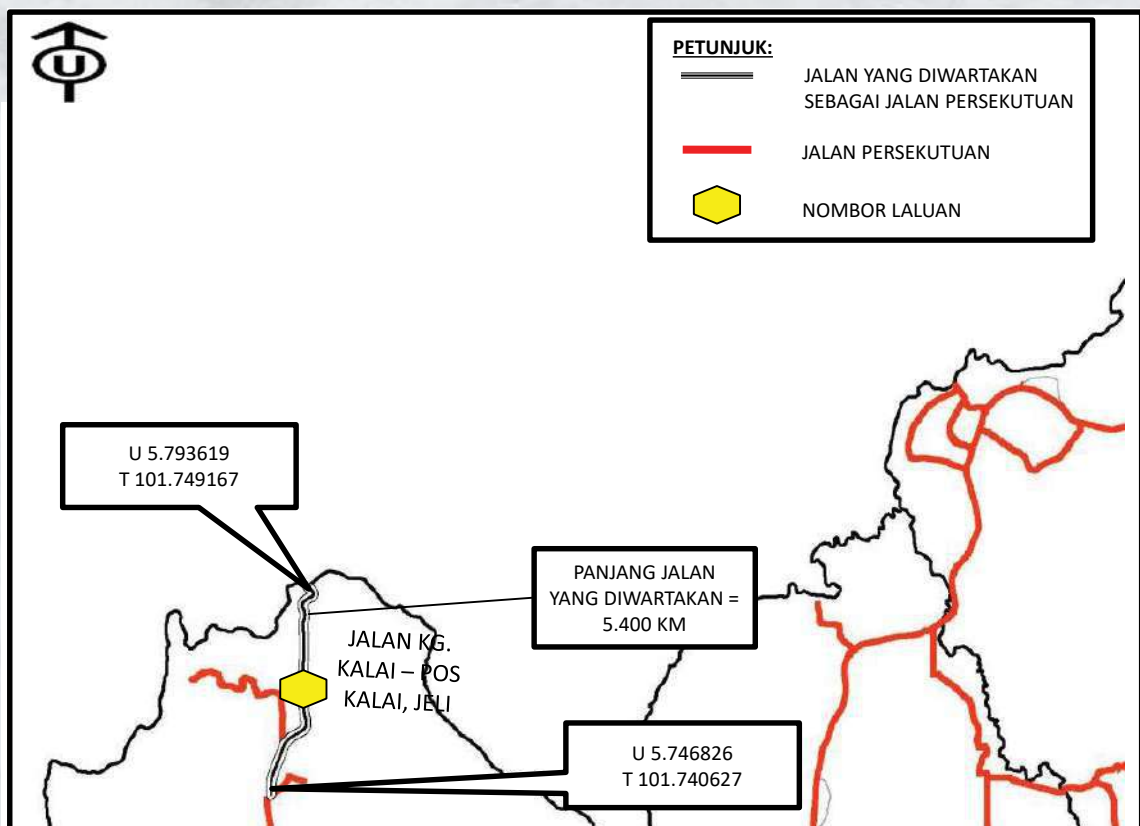 U
PETUNJUK:
JALAN YANG DIWARTAKAN
SEBAGAI JALAN PERSEKUTUAN
JALAN PERSEKUTUAN
NOMBOR LALUAN
U 5.793619
T 101.749167
PANJANG JALAN
YANG DIWARTAKAN =
5.400 KM
JALAN KG.
KALAI – POS
KALAI, JELI
U 5.746826
T 101.740627